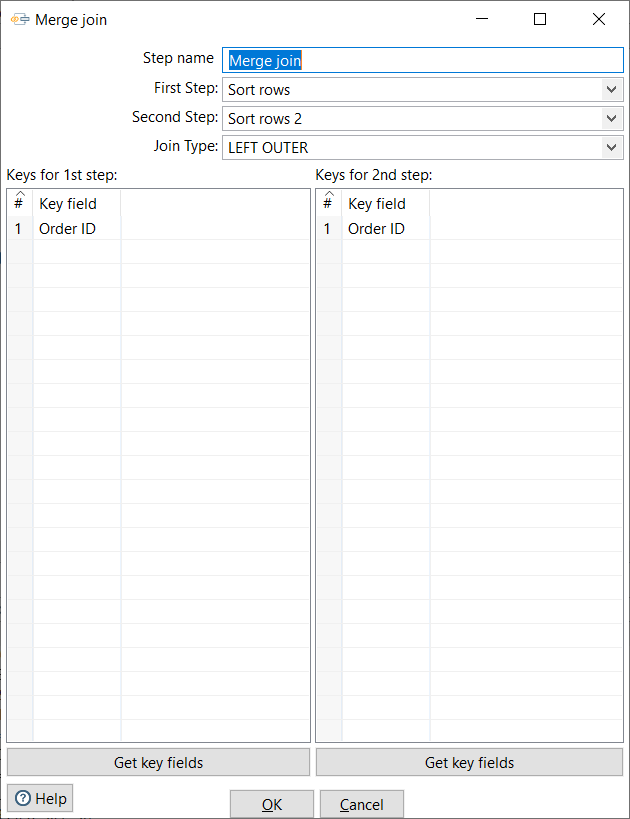 Merge join
Step name Merge join
First Step: Sort rows
Second Step: Sort rows 2
Join Type: LEFT OUTER
Keys for 1st step: Keys for 2nd step:
# Key field # Key field
1 Order ID 1 Order ID
Get key fields Get key fields
Help
OK Cancel